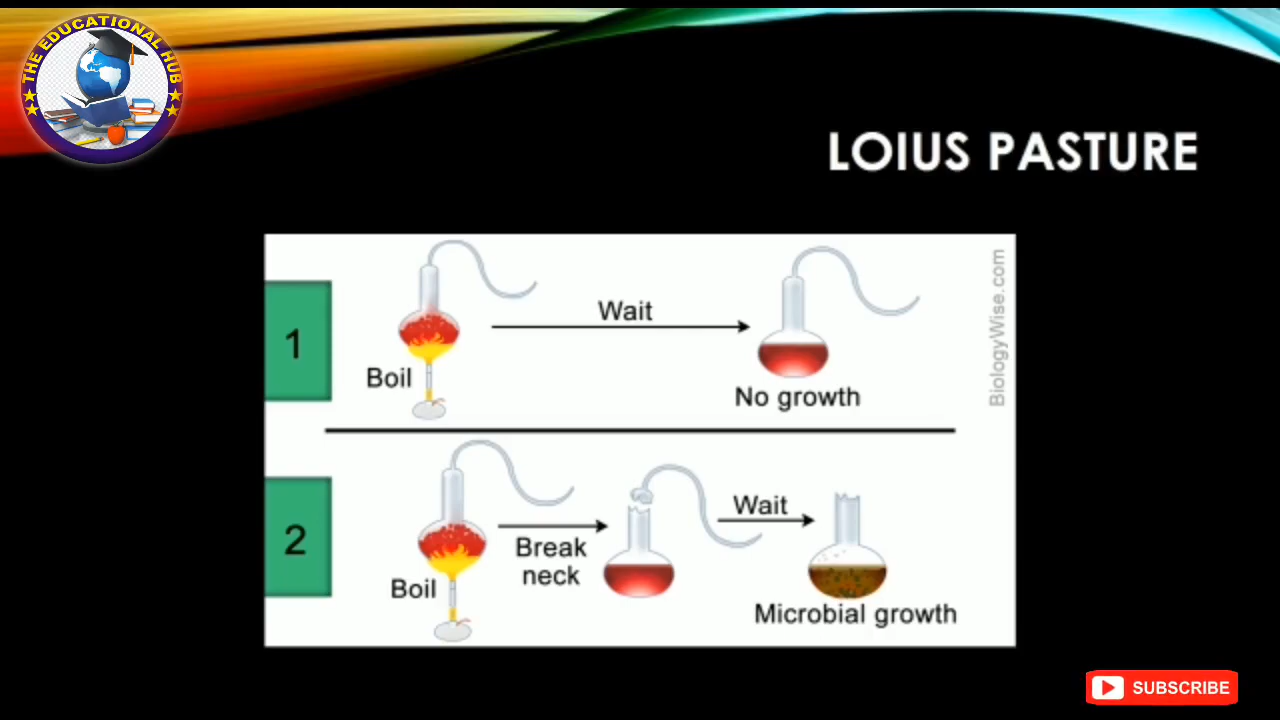 THE EDUCATIONAL HUB
LOIUS PASTURE
1
Wait
Boil
No growth
BiologyWise.com
2
Wait
Break
neck
Boil
Microbial growth
SUBSCRIBE